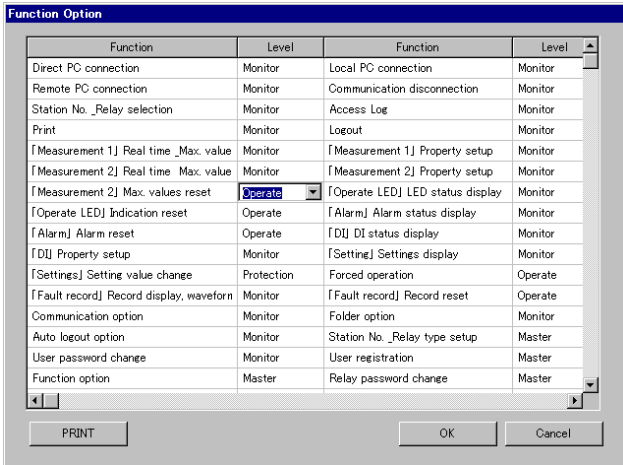 Function Option
Function Level Function Level
Direct PC connection Monitor Local PC connection Monitor
Remote PC connection Monitor Communication disconnection Monitor
Station No. _Relay selection Monitor Access Log Monitor
Print Monitor Logout Monitor
｢Measurement 1｣ Real time _Max. value Monitor ｢Measurement 1｣ Property setup Monitor
｢Measurement 2｣ Real time Max. value Monitor ｢Measurement 2｣ Property setup Monitor
｢Measurement 2｣ Max. values reset Operate ｢Operate LED｣ LED status display Monitor
｢Operate LED｣ Indication reset Operate ｢Alarm｣ Alarm status display Monitor
｢Alarm｣ Alarm reset Operate ｢DI｣ DI status display Monitor
｢DI｣ Property setup Monitor ｢Setting｣ Settings display Monitor
｢Settings｣ Setting value change Protection Forced operation Operate
｢Fault record｣ Record display, waveforn Monitor ｢Fault record｣ Record reset Operate
Communication option Monitor Folder option Monitor
Auto logout option Monitor Station No. _Relay type setup Master
User password change Monitor User registration Master
Function option Master Relay password change Master
PRINT OK Cancel